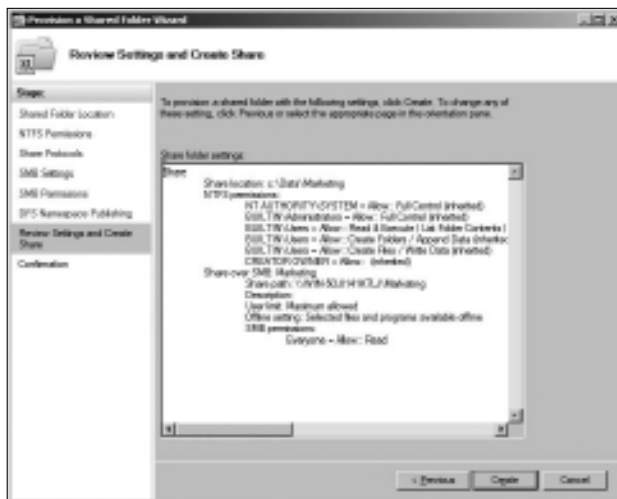 Provision a Shared Folder Wizard
Review Settings and Create Share
Steps:
Shared Folder Location
NTFS Permissions
Share Protocols
SMB Settings
SMB Permissions
DFS Namespace Publishing
Review Settings and Create
Share
Confirmation
To provision a shared folder with the following settings, click Create. To change any of
these setting, click Previous or select the appropriate page in the orientation pane.
Share folder settings:
Share
Share location: c:\Data\Marketing
NTFS permissions:
NT AUTHORITY\SYSTEM = Allow:: Full Control (inherited)
BUILTIN\Administrators = Allow:: Full Control (inherited)
BUILTIN\Users = Allow:: Read & Execute ( List Folder Contents )
BUILTIN\Users = Allow:: Create Folders / Append Data (inherited
BUILTIN\Users = Allow:: Create Files / Write Data (inherited)
CREATOR OWNER = Allow:: (inherited)
Share over SMB: Marketing
Share path:
Description:
User limit: Maximum allowed
Offline setting: Selected files and programs available offline
SMB permissions:
Everyone = Allow:: Read
< Previous
Create
Cancel